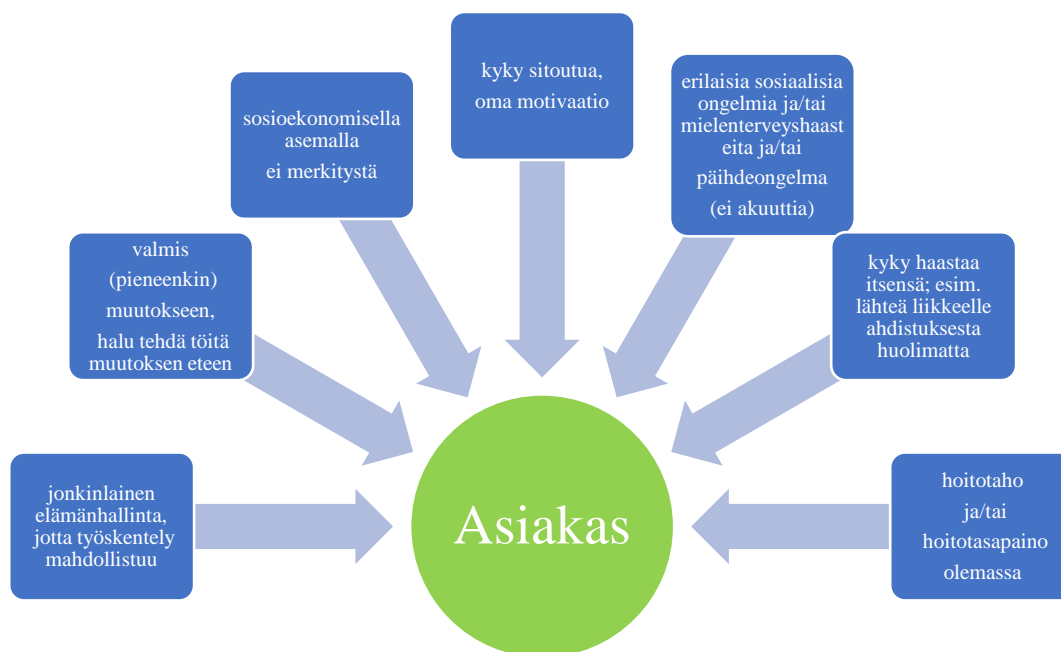 jonkinlainen
elämänhallinta,
jotta työskentely
mahdollistuu
valmis
(pieneenkin)
muutokseen,
halu tehdä töitä
muutoksen eteen
sosioekonomisella
asemalla
ei merkitystä
kyky sitoutua,
oma motivaatio
erilaisia sosiaalisia
ongelmia ja/tai
mielenterveyshaast
eita ja/tai
päihdeongelma
(ei akuuttia)
kyky haastaa
itsensä; esim.
lähteä liikkeelle
ahdistuksesta
huolimatta
hoitotaho
ja/tai
hoitotasapaino
olemassa
Asiakas